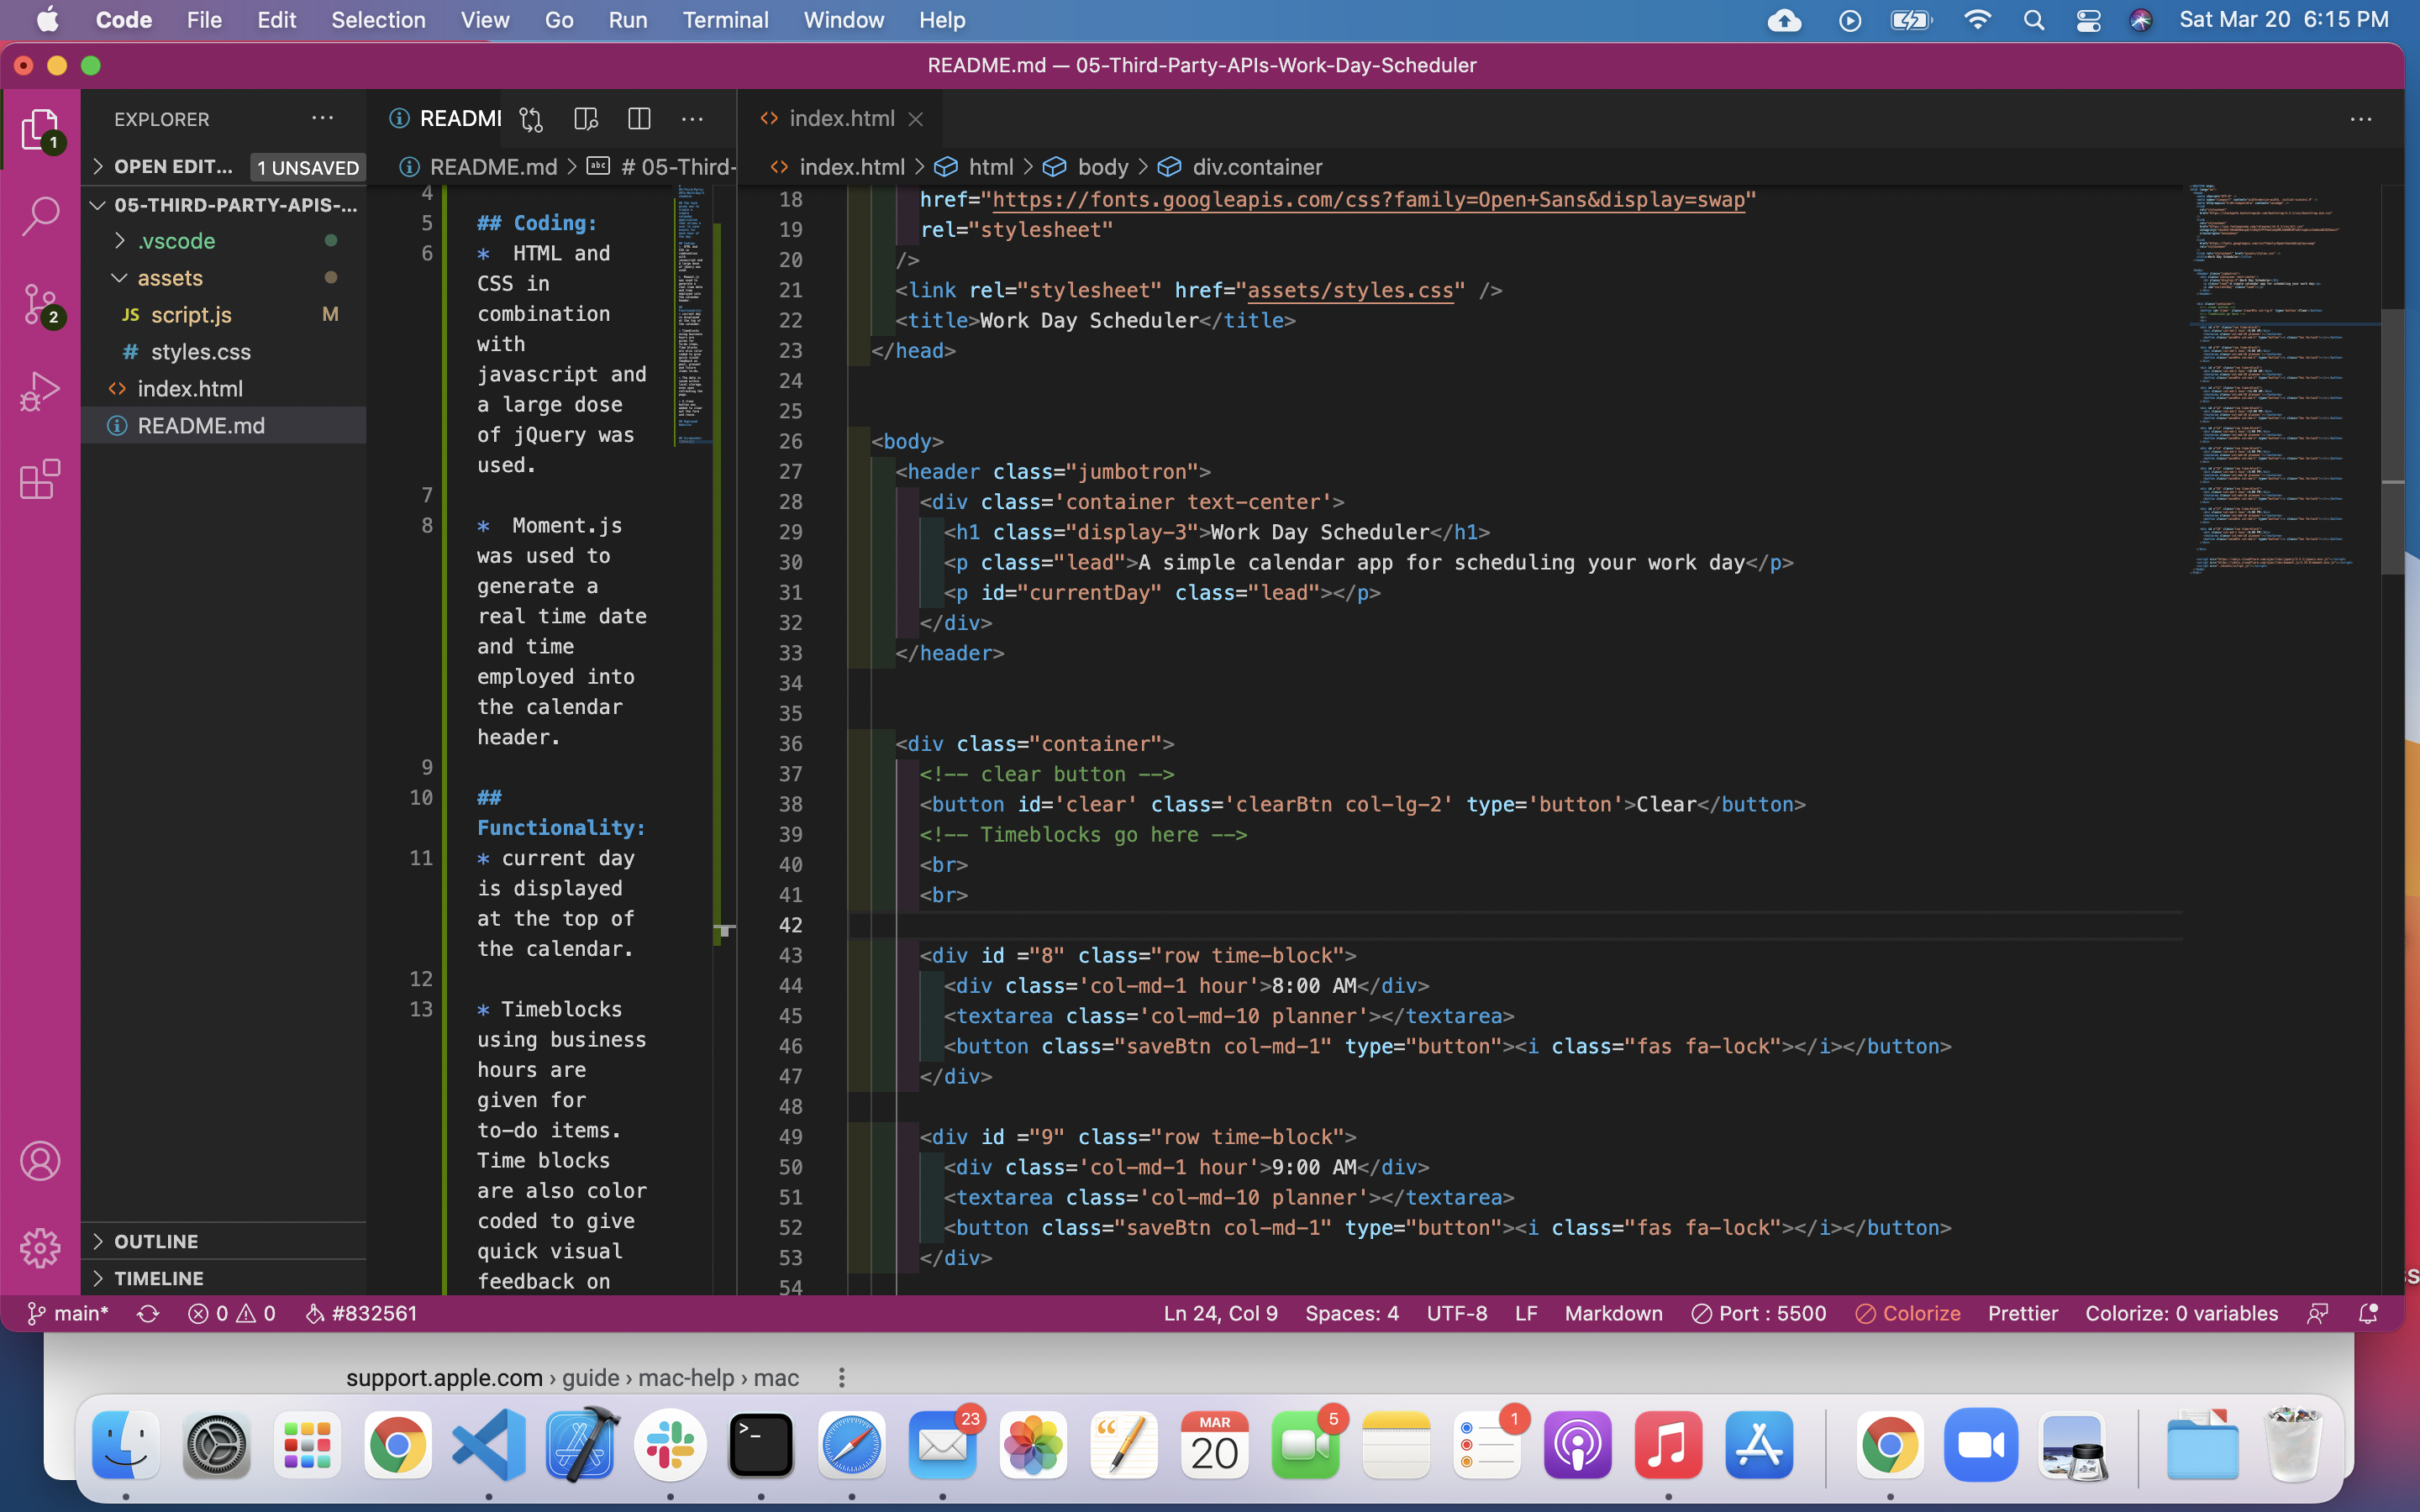 Code File Edit Selection View Go Run Terminal Window Help Sat Mar 20 6:15 PM
README.md — 05-Third-Party-APIs-Work-Day-Scheduler
EXPLORER
OPEN EDIT... 1 UNSAVED
05-THIRD-PARTY-APIS-...
.vscode
assets
JS script.js M
# styles.css
<> index.html
README.md
OUTLINE
TIMELINE
1
2
README
README.md > abc # 05-Third-
4
5 ## Coding:
6 *  HTML and
CSS in
combination
with
javascript and
a large dose
of jQuery was
used.
7
8 *  Moment.js
was used to
generate a
real time date
and time
employed into
the calendar
header.
9
10 ##
Functionality:
11 * current day
is displayed
at the top of
the calendar.
12
13 * Timeblocks
using business
hours are
given for
to-do items.
Time blocks
are also color
coded to give
quick visual
feedback on
<> index.html
<> index.html > html > body > div.container
18 href="https://fonts.googleapis.com/css?family=Open+Sans&display=swap"
19 rel="stylesheet"
20 />
21 <link rel="stylesheet" href="assets/styles.css" />
22 <title>Work Day Scheduler</title>
23 </head>
24
25
26 <body>
27 <header class="jumbotron">
28 <div class='container text-center'>
29 <h1 class="display-3">Work Day Scheduler</h1>
30 <p class="lead">A simple calendar app for scheduling your work day</p>
31 <p id="currentDay" class="lead"></p>
32 </div>
33 </header>
34
35
36 <div class="container">
37 <!-- clear button -->
38 <button id='clear' class='clearBtn col-lg-2' type='button'>Clear</button>
39 <!-- Timeblocks go here -->
40 <br>
41 <br>
42
43 <div id ="8" class="row time-block">
44 <div class='col-md-1 hour'>8:00 AM</div>
45 <textarea class='col-md-10 planner'></textarea>
46 <button class="saveBtn col-md-1" type="button"><i class="fas fa-lock"></i></button>
47 </div>
48
49 <div id ="9" class="row time-block">
50 <div class='col-md-1 hour'>9:00 AM</div>
51 <textarea class='col-md-10 planner'></textarea>
52 <button class="saveBtn col-md-1" type="button"><i class="fas fa-lock"></i></button>
53 </div>
54
main* 0 0 #832561 Ln 24, Col 9 Spaces: 4 UTF-8 LF Markdown Port : 5500 Colorize Prettier Colorize: 0 variables
support.apple.com › guide › mac-help › mac
23
MAR
20
5
1